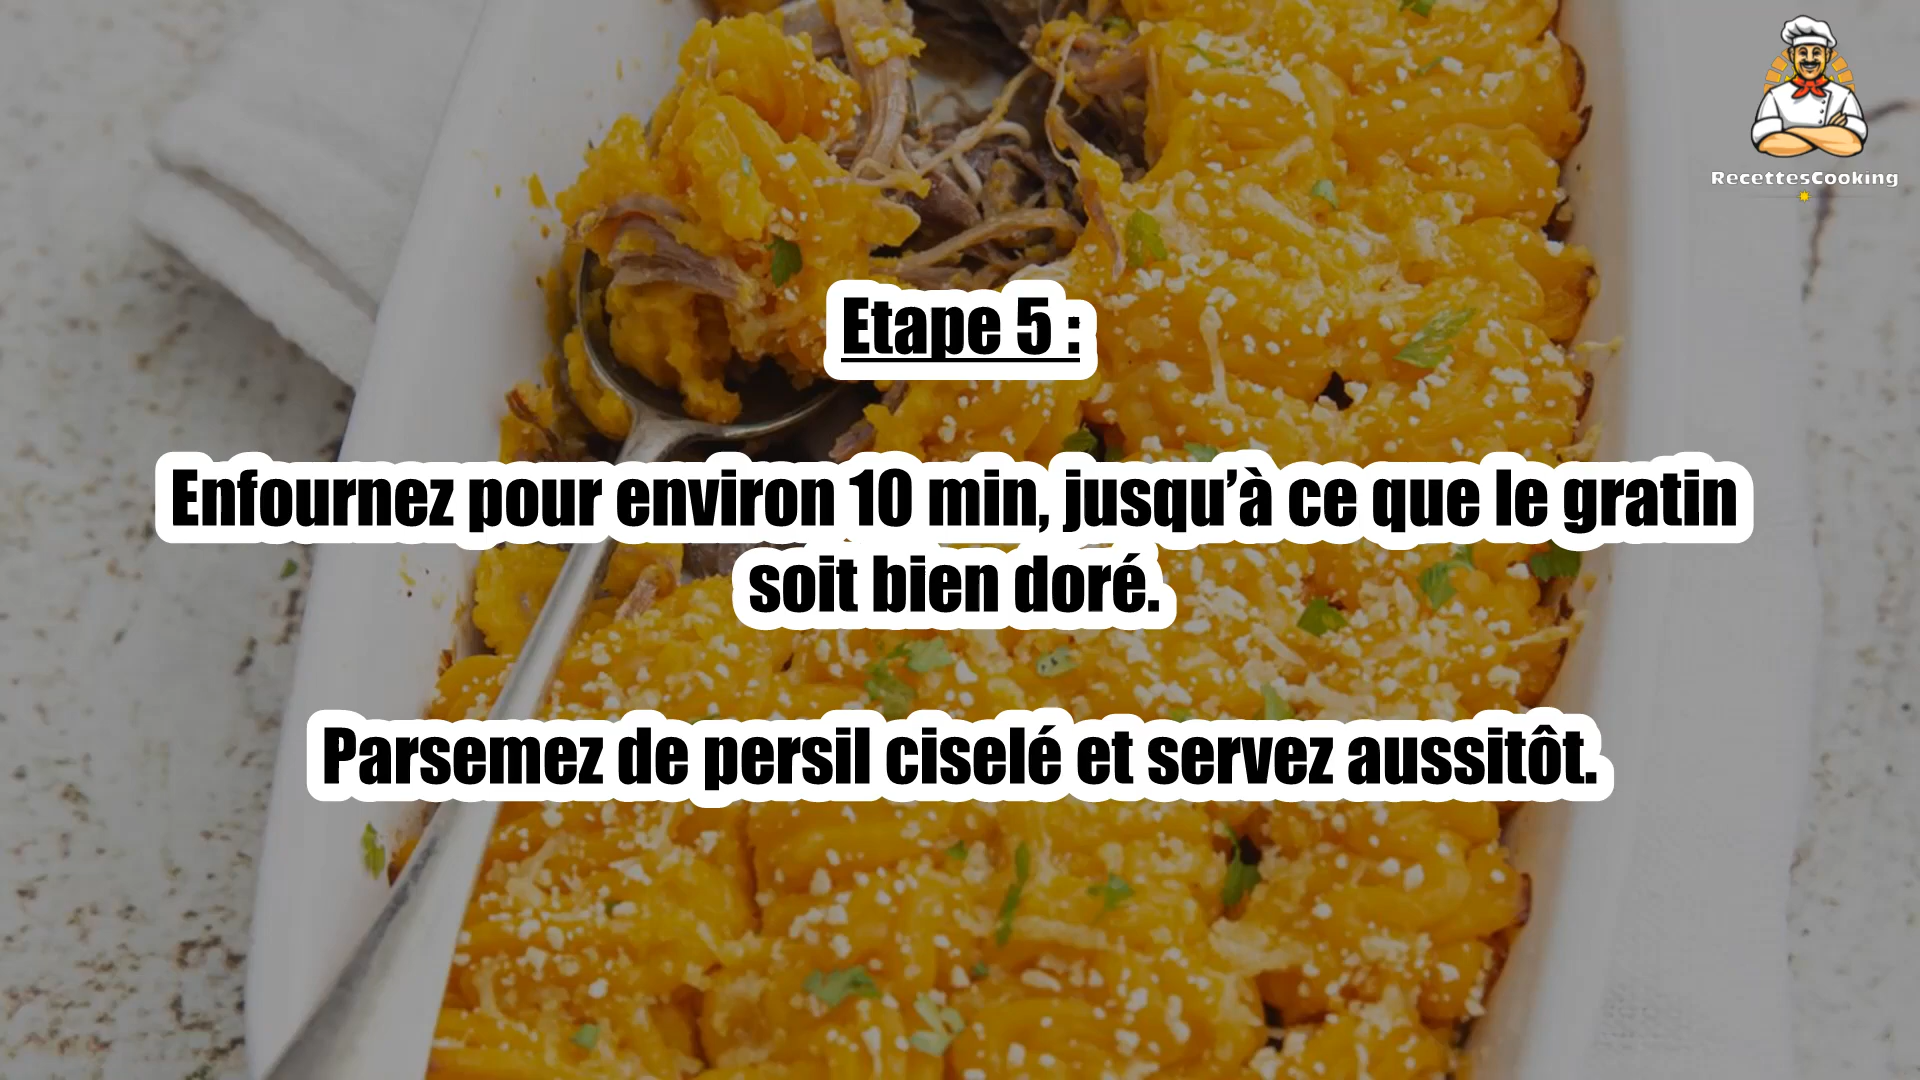 RecettesCooking
Etape 5 :
Enfournez pour environ 10 min, jusqu’à ce que le gratin
soit bien doré.
Parsemez de persil ciselé et servez aussitôt.